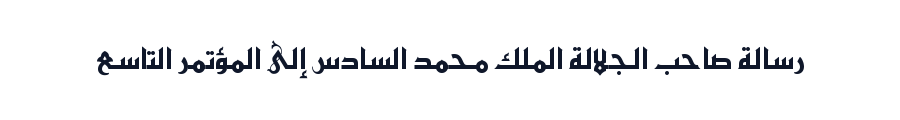 رسالة صاحب الجلالة الملك محمد السادس إلى المؤتمر التاسع